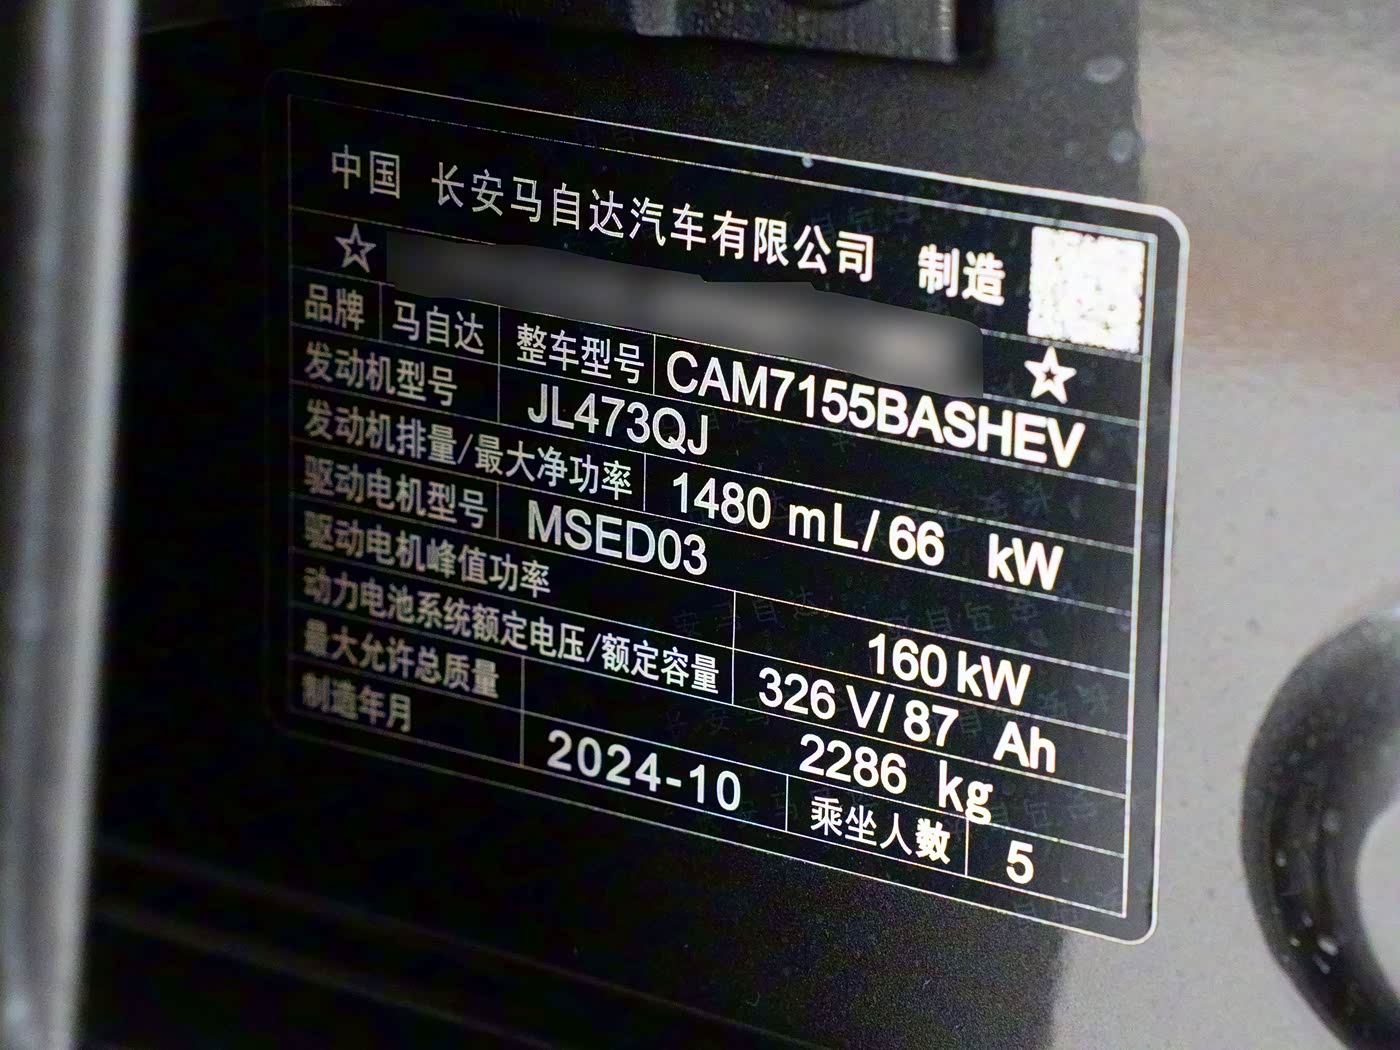 中国 长安马自达汽车有限公司 制造
☆ ☆
品牌 马自达 整车型号 CAM7155BASHEV
发动机型号 JL473QJ
发动机排量/最大净功率 1480 mL/66 kW
驱动电机型号 MSED03
驱动电机峰值功率 160kW
动力电池系统额定电压/额定容量 326V/87 Ah
最大允许总质量 2286 kg
制造年月 2024-10 乘坐人数 5